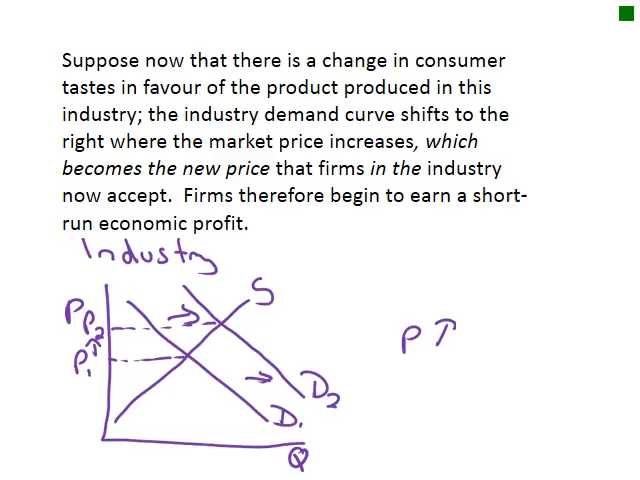 Suppose now that there is a change in consumer
tastes in favour of the product produced in this
industry; the industry demand curve shifts to the
right where the market price increases, which
becomes the new price that firms in the industry
now accept.  Firms therefore begin to earn a short-
run economic profit.
Industry
S
P
P2
P↑
P1
↑
D2
D1
Q